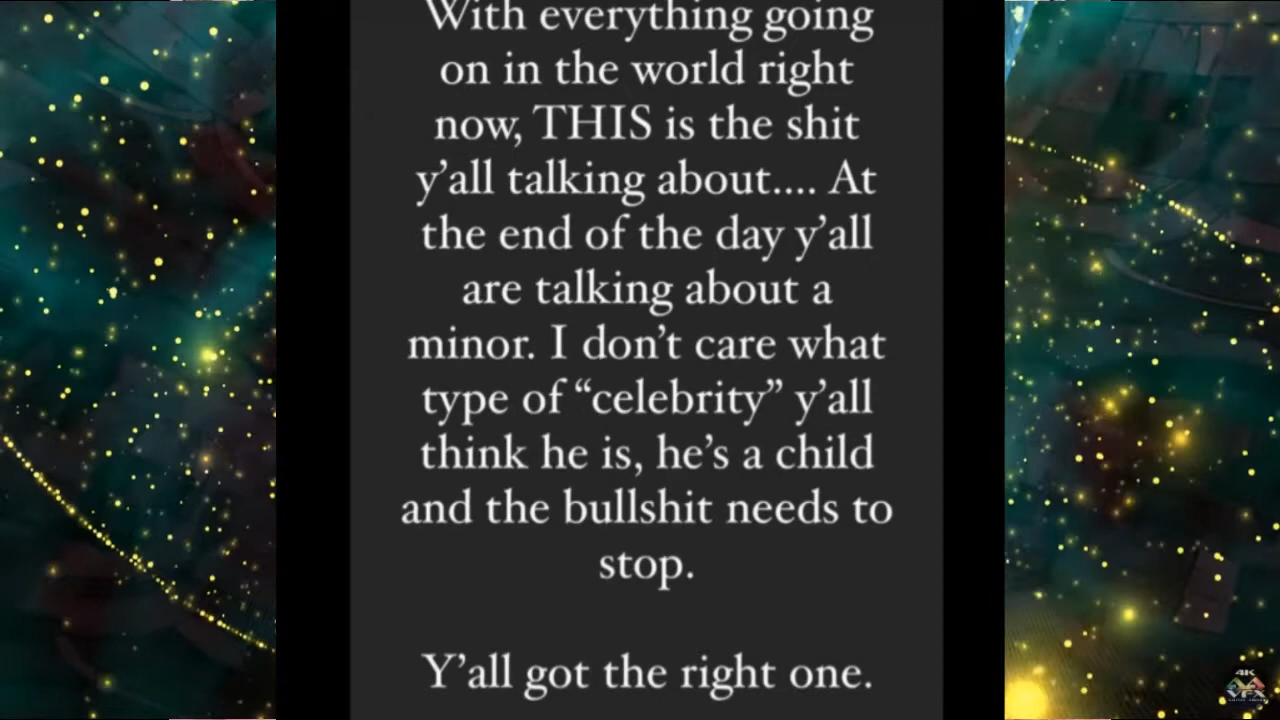 With everything going
on in the world right
now, THIS is the shit
y’all talking about.... At
the end of the day y’all
are talking about a
minor. I don’t care what
type of “celebrity” y’all
think he is, he’s a child
and the bullshit needs to
stop.
Y’all got the right one.
4K
VFX